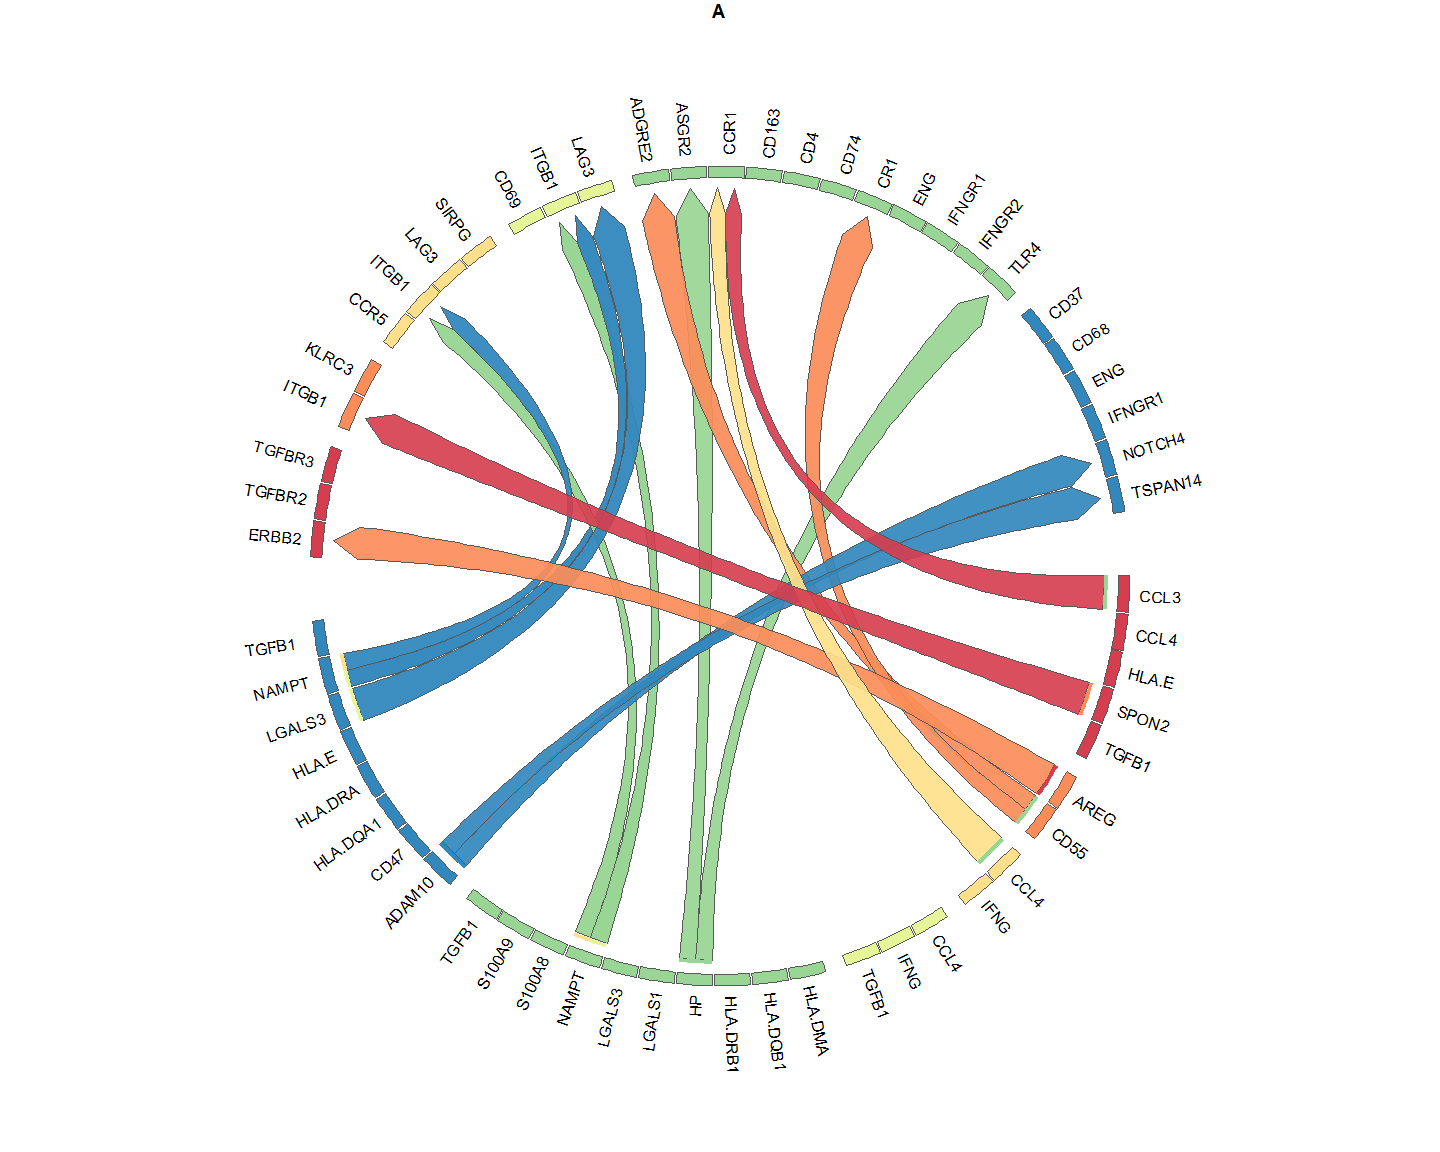 A
ADGRE2
ASGR2
CCR1
CD163
CD4
CD74
CR1
ENG
IFNGR1
IFNGR2
TLR4
CD37
CD68
ENG
IFNGR1
NOTCH4
TSPAN14
CCL3
CCL4
HLA.E
SPON2
TGFB1
AREG
CD55
CCL4
IFNG
CCL4
IFNG
TGFB1
HLA.DMA
HLA.DQB1
HLA.DRB1
HP
LGALS1
LGALS3
NAMPT
S100A8
S100A9
TGFB1
ADAM10
CD47
HLA.DQA1
HLA.DRA
HLA.E
LGALS3
NAMPT
TGFB1
ERBB2
TGFBR2
TGFBR3
ITGB1
KLRC3
CCR5
ITGB1
LAG3
SIRPG
CD69
ITGB1
LAG3